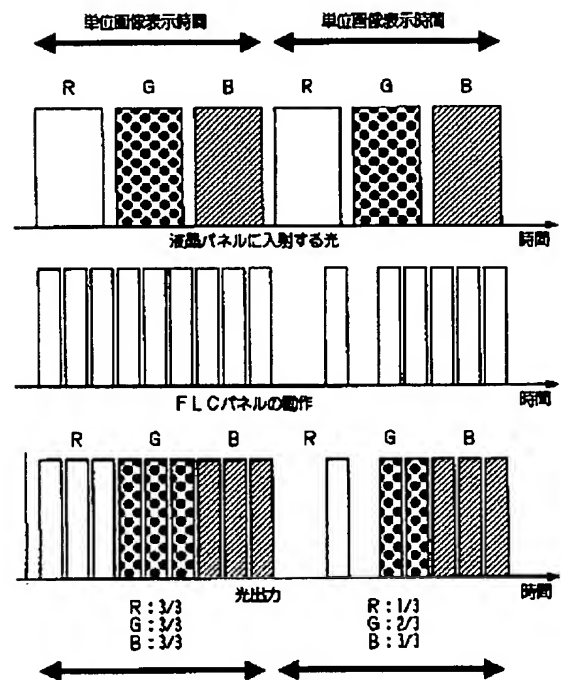 単位画像表示時間 単位画像表示時間
R G B R G B
液晶パネルに入射する光 時間
FLCパネルの動作 時間
R G B R G B
光出力 時間
R:3/3 R:1/3
G:3/3 G:2/3
B:3/3 B:3/3